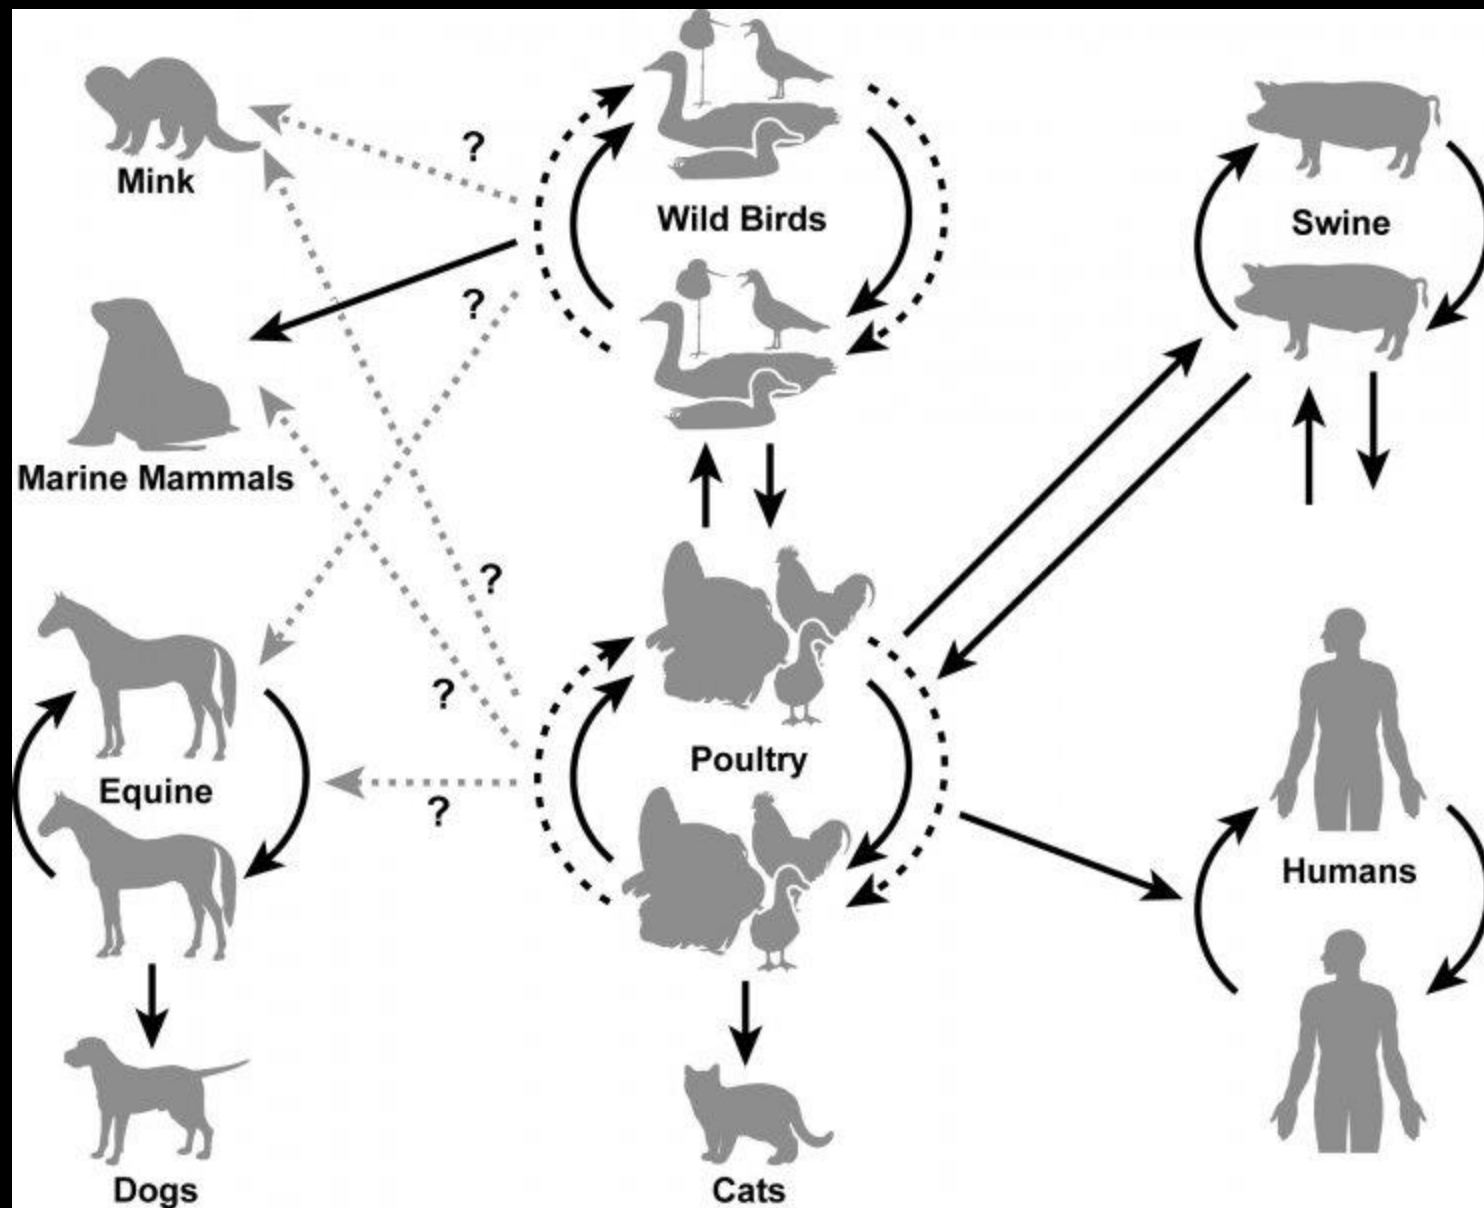 Mink
?
Wild Birds
Swine
?
Marine Mammals
?
?
Equine
?
Poultry
Humans
Dogs
Cats